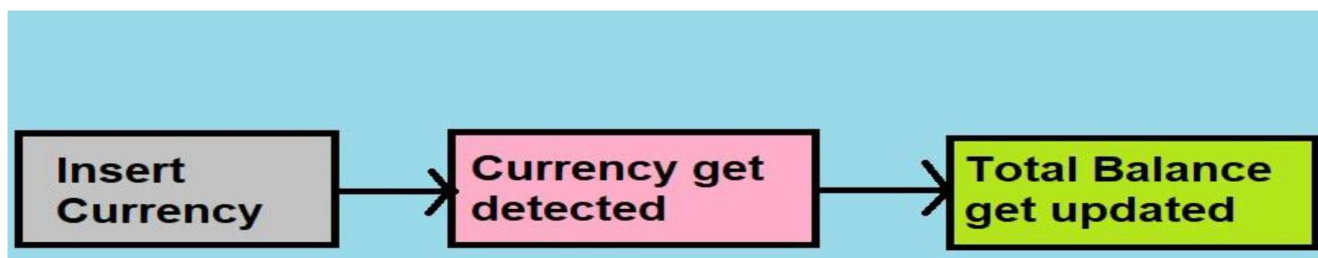 Insert
Currency
Currency get
detected
Total Balance
get updated